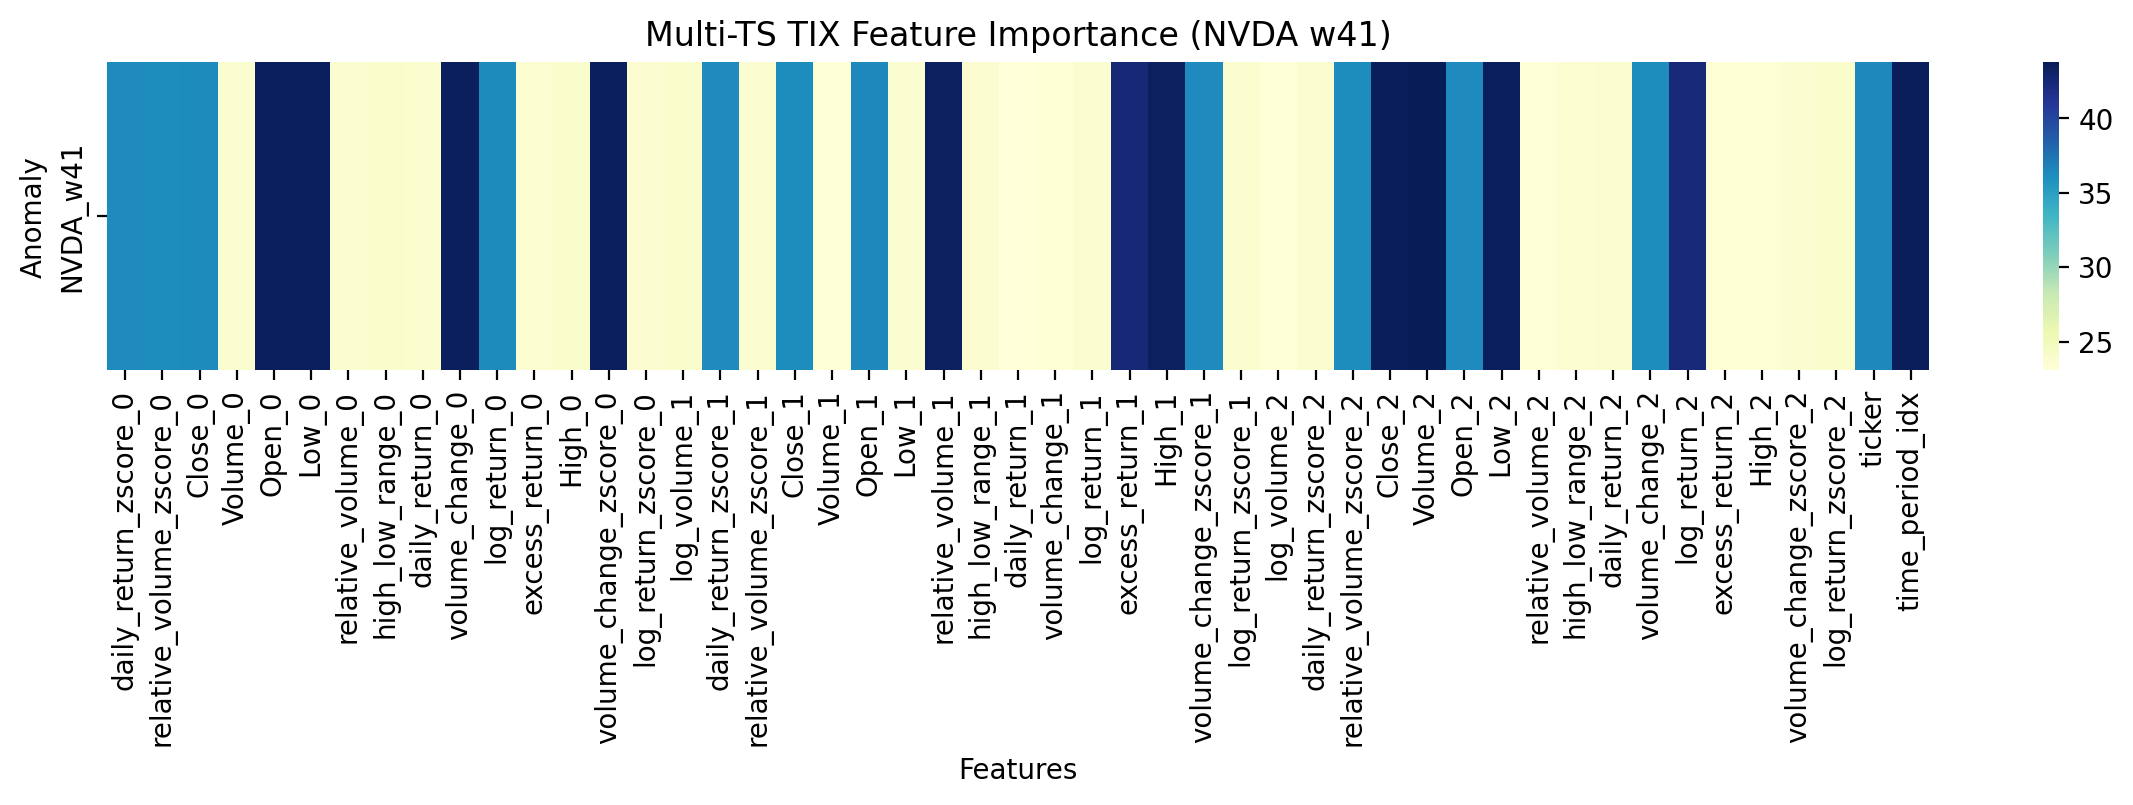 Multi-TS TIX Feature Importance (NVDA w41)
Anomaly
NVDA_w41
40
35
30
25
daily_return_zscore_0
relative_volume_zscore_0
Close_0
Volume_0
Open_0
Low_0
relative_volume_0
high_low_range_0
daily_return_0
volume_change_0
log_return_0
excess_return_0
High_0
volume_change_zscore_0
log_return_zscore_0
log_volume_1
daily_return_zscore_1
relative_volume_zscore_1
Close_1
Volume_1
Open_1
Low_1
relative_volume_1
high_low_range_1
daily_return_1
volume_change_1
log_return_1
excess_return_1
High_1
volume_change_zscore_1
log_return_zscore_1
log_volume_2
daily_return_zscore_2
relative_volume_zscore_2
Close_2
Volume_2
Open_2
Low_2
relative_volume_2
high_low_range_2
daily_return_2
volume_change_2
log_return_2
excess_return_2
High_2
volume_change_zscore_2
log_return_zscore_2
ticker
time_period_idx
Features